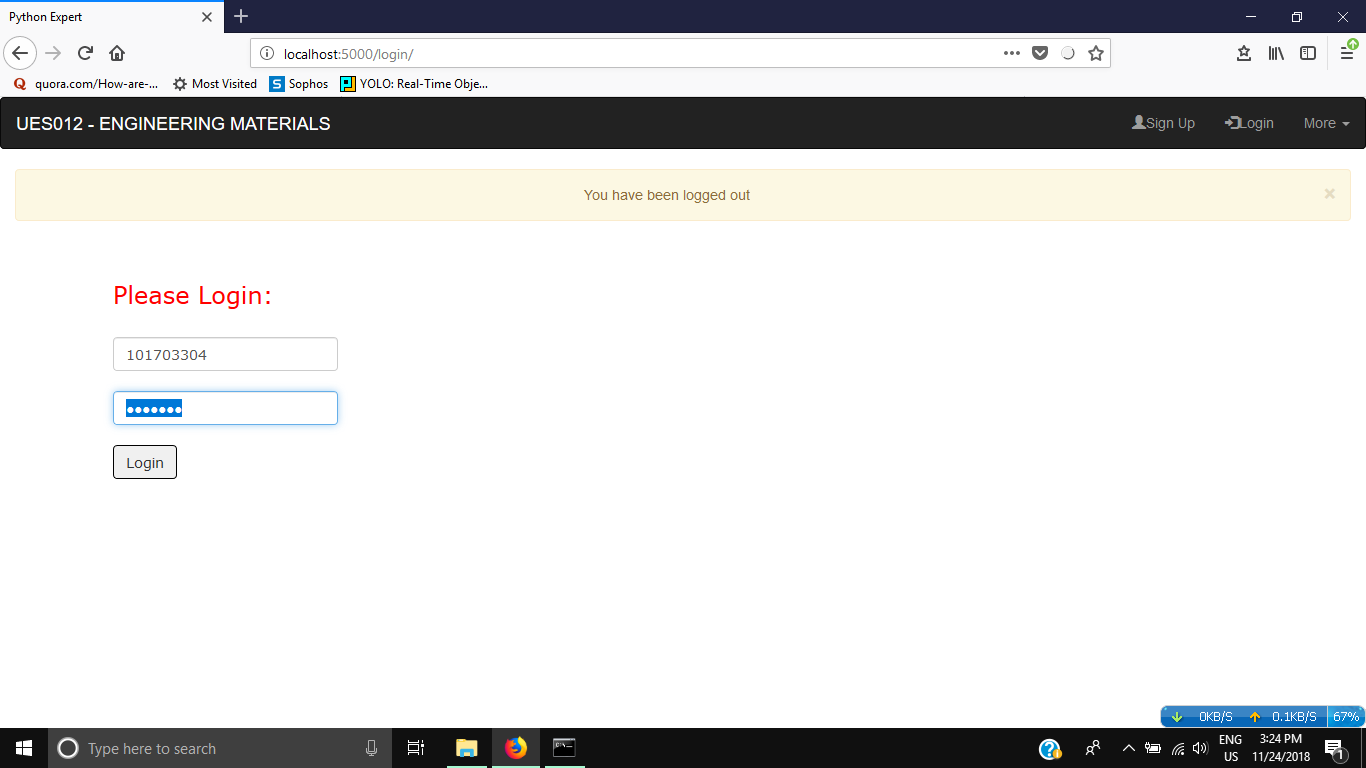 Python Expert
localhost:5000/login/
quora.com/How-are-...
Most Visited
S Sophos
YOLO: Real-Time Obje...
UES012 - ENGINEERING MATERIALS
Sign Up
Login
More
You have been logged out
×
Please Login:
101703304
•••••••
Login
0KB/S
0.1KB/S
67%
Type here to search
ENG
US
3:24 PM
11/24/2018
1